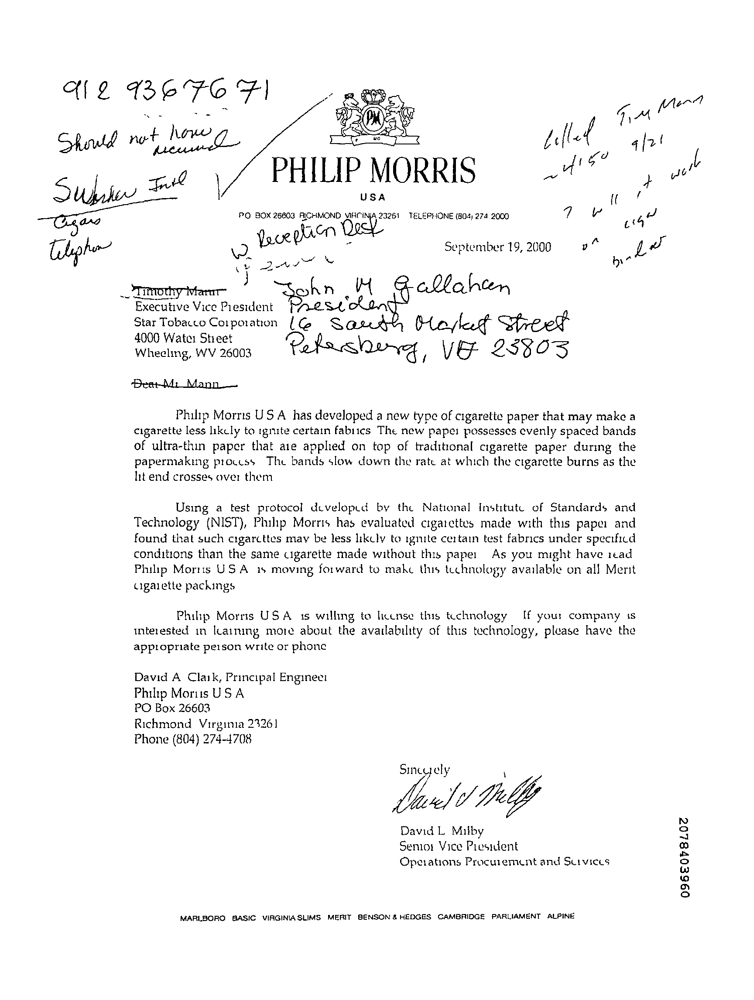 912 9367671
Should not have
received
Swisher Intl
Cigars
Telephon
Called Tim Mann
~4150 9/21
? will + work
on cigar
PM
PHILIP MORRIS
USA
PO BOX 26603 RICHMOND VIRGINIA 23261 TELEPHONE (804) 274 2000
Reception Desk
September 19, 2000
Timothy Mann
John M Gallahan
Executive Vice President
President
Star Tobacco Corporation
16 South Market Street
4000 Water Street
Wheeling, WV 26003
Petersberg, VA 23803
Dear Mr. Mann
Philip Morris U S A has developed a new type of cigarette paper that may make a
cigarette less likely to ignite certain fabrics The new paper possesses evenly spaced bands
of ultra-thin paper that are applied on top of traditional cigarette paper during the
papermaking process The bands slow down the rate at which the cigarette burns as the
lit end crosses over them
Using a test protocol developed by the National Institute of Standards and
Technology (NIST), Philip Morris has evaluated cigarettes made with this paper and
found that such cigarettes may be less likely to ignite certain test fabrics under specified
conditions than the same cigarette made without this paper As you might have read
Philip Morris U S A is moving forward to make this technology available on all Merit
cigarette packings
Philip Morris U S A is willing to license this technology If your company is
interested in learning more about the availability of this technology, please have the
appropriate person write or phone
David A Clark, Principal Engineer
Philip Morris U S A
PO Box 26603
Richmond Virginia 23261
Phone (804) 274-4708
Sincerely
David L Milby
David L. Milby
Senior Vice President
Operations Procurement and Services
2078403960
MARLBORO BASIC VIRGINIA SLIMS MERIT BENSON & HEDGES CAMBRIDGE PARLIAMENT ALPINE